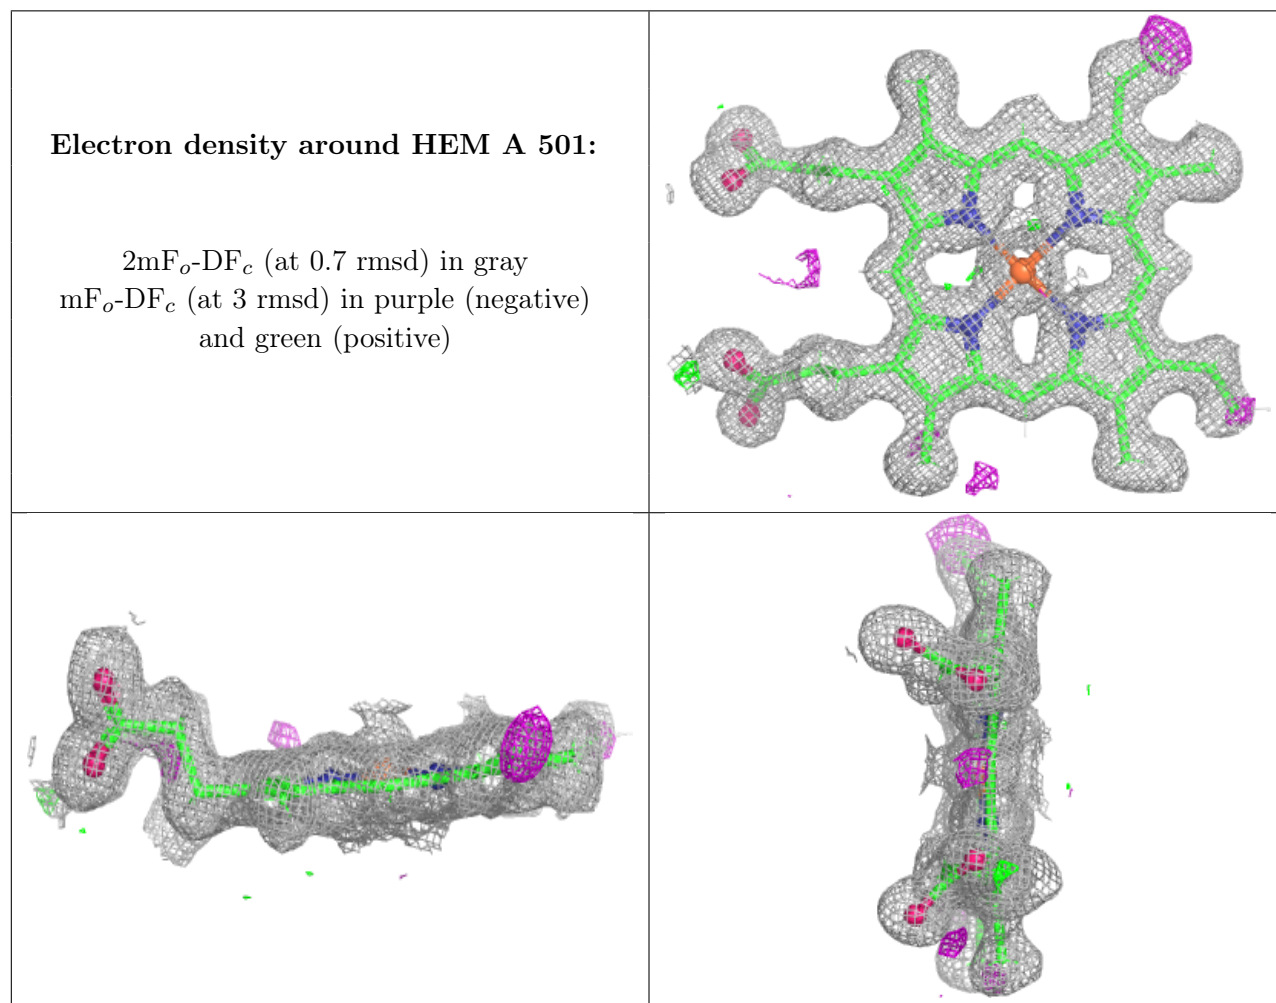 Electron density around HEM A 501:
2mFo-DFc (at 0.7 rmsd) in gray
mFo-DFc (at 3 rmsd) in purple (negative)
and green (positive)